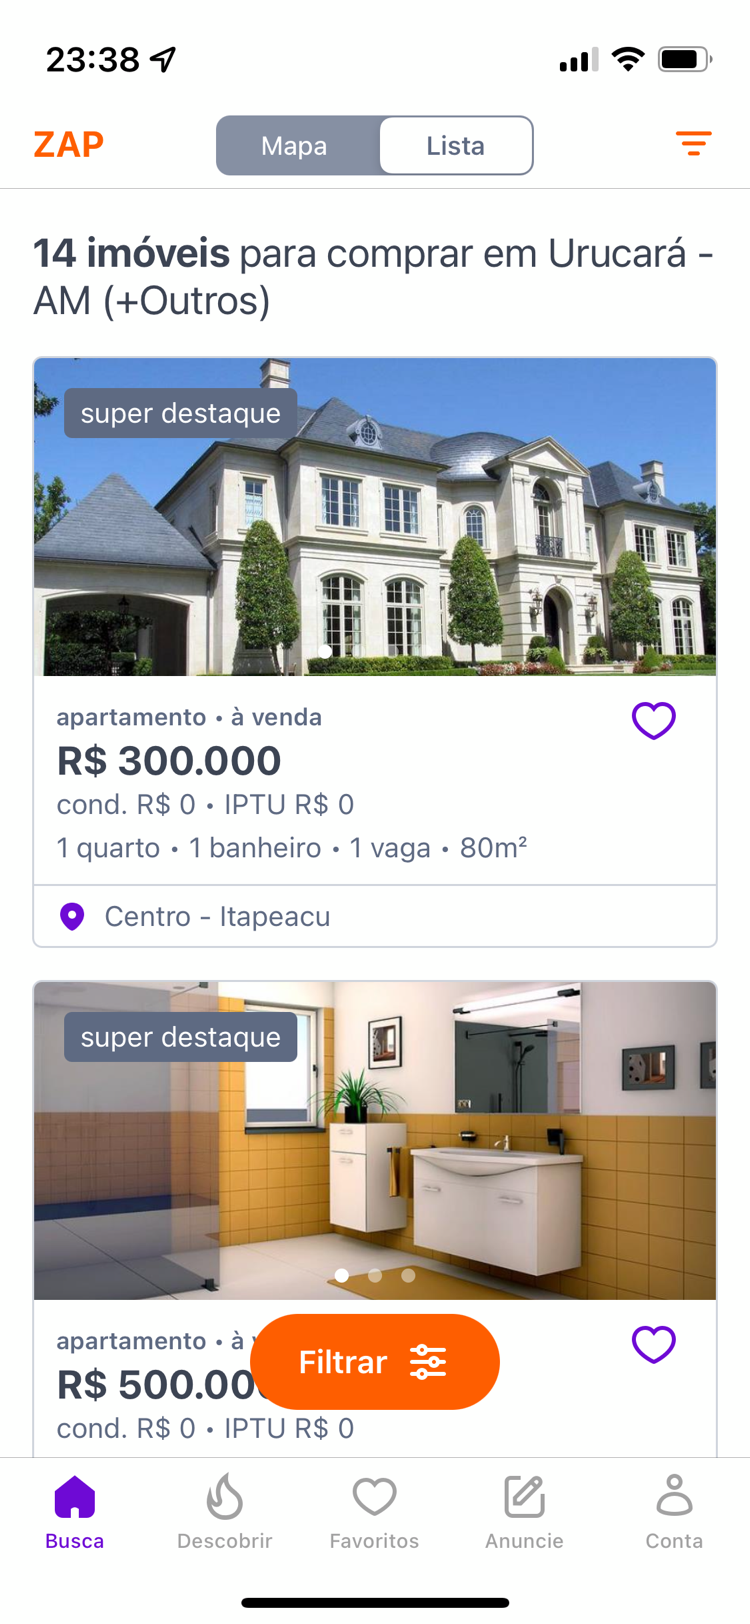 23:38
ZAP
Mapa
Lista
14 imóveis para comprar em Urucará -
AM (+Outros)
super destaque
apartamento • à venda
R$ 300.000
cond. R$ 0 • IPTU R$ 0
1 quarto • 1 banheiro • 1 vaga • 80m²
Centro - Itapeacu
super destaque
apartamento • à
R$ 500.00
cond. R$ 0 • IPTU R$ 0
Filtrar
Busca
Descobrir
Favoritos
Anuncie
Conta